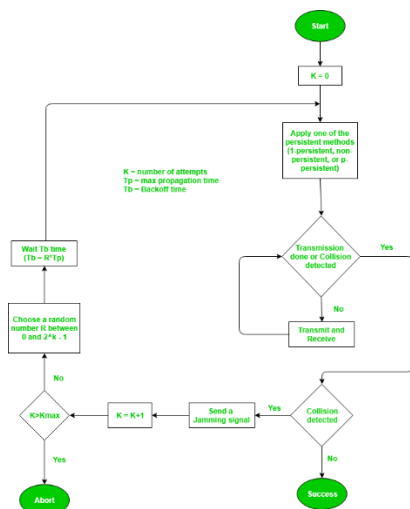 Start
K = 0
Apply one of the
persistent methods
(1-persistent, non-
persistent, or p-
persistent)
K = number of attempts
Tp = max propagation time
Tb = Backoff time
Transmission
done or Collision
detected
Yes
No
Transmit and
Receive
Wait Tb time
(Tb = R*Tp)
Choose a random
number R between
0 and 2^k - 1
No
K>Kmax
Yes
Abort
K = K+1
Send a
Jamming signal
Yes
Collision
detected
No
Success